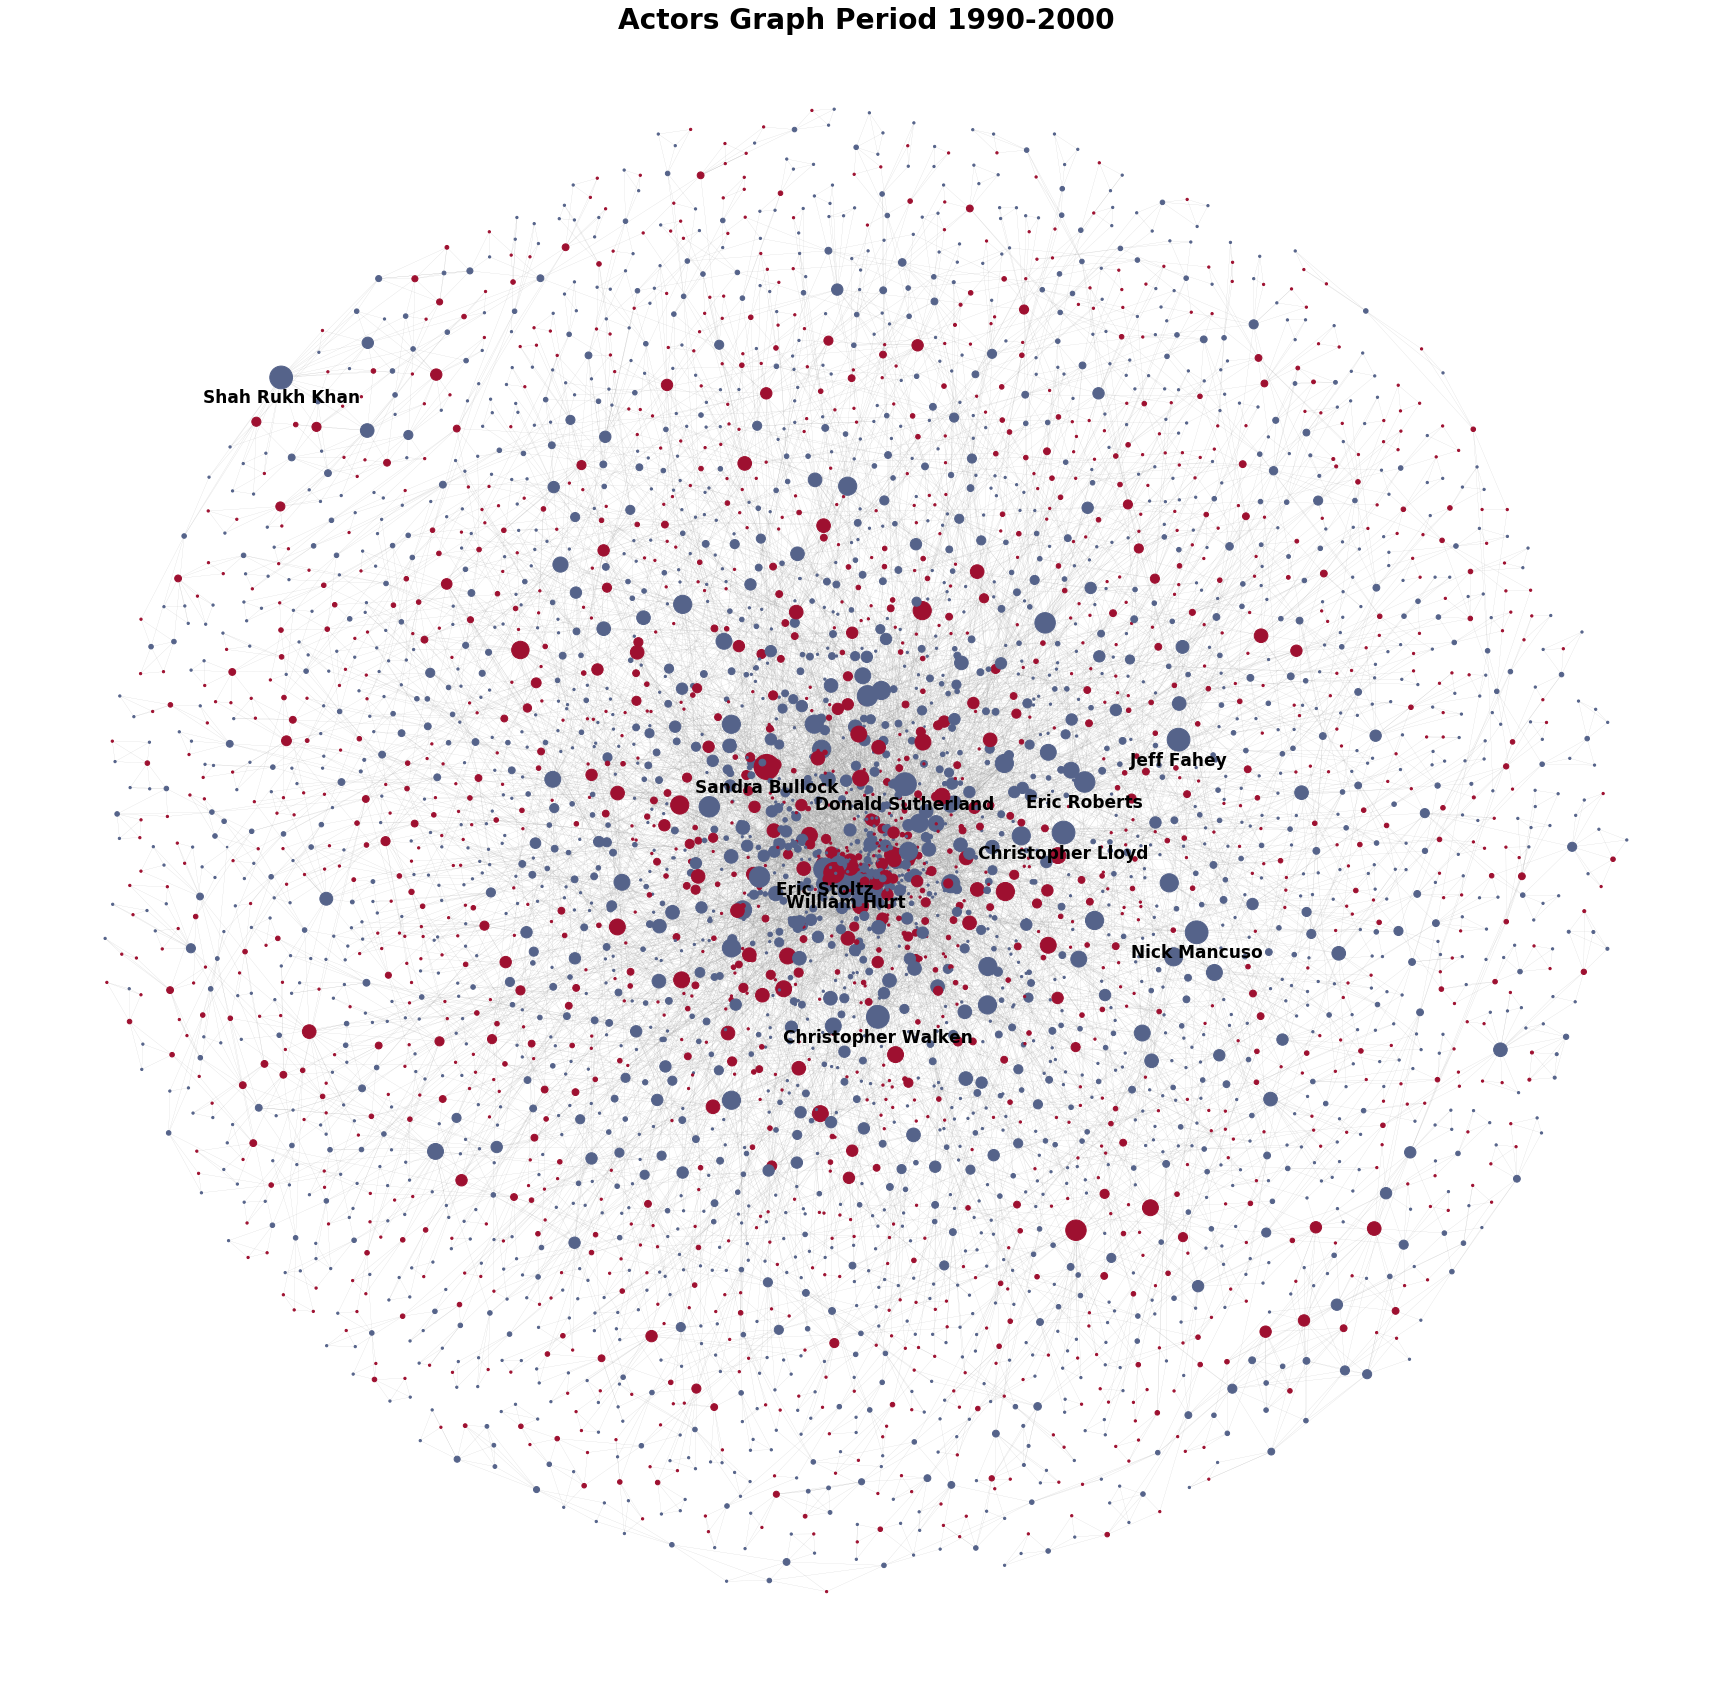 Actors Graph Period 1990-2000
Shah Rukh Khan
Jeff Fahey
Sandra Bullock
Donald Sutherland
Eric Roberts
Christopher Lloyd
Eric Stoltz
William Hurt
Nick Mancuso
Christopher Walken